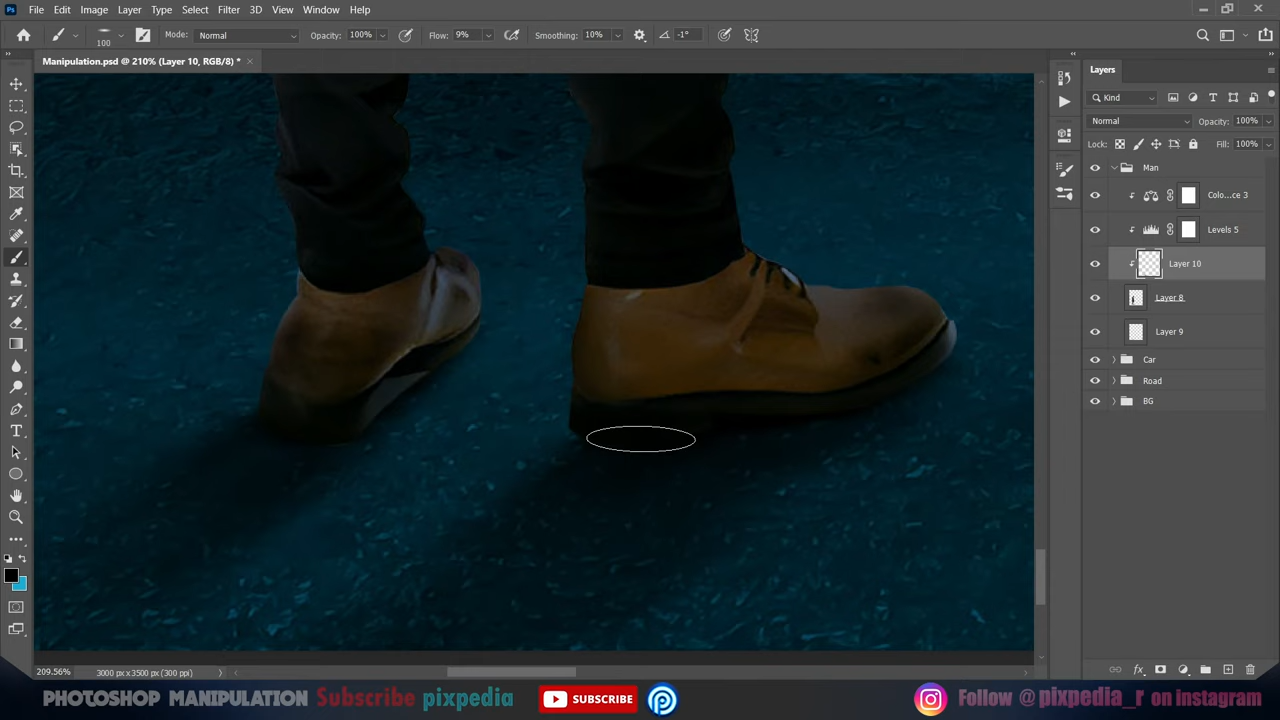 Ps File Edit Image Layer Type Select Filter 3D View Window Help
100 Mode: Normal Opacity: 100% Flow: 9% Smoothing: 10% -1°
Manipulation.psd @ 210% (Layer 10, RGB/8) * ×
Layers
Kind
Normal Opacity: 100%
Lock: Fill: 100%
Man
Colo...ce 3
Levels 5
Layer 10
Layer 8
Layer 9
Car
Road
BG
209.56% 3000 px x 3500 px (300 ppi)
PHOTOSHOP MANIPULATION Subscribe pixpedia SUBSCRIBE Follow @pixpedia_r on instagram